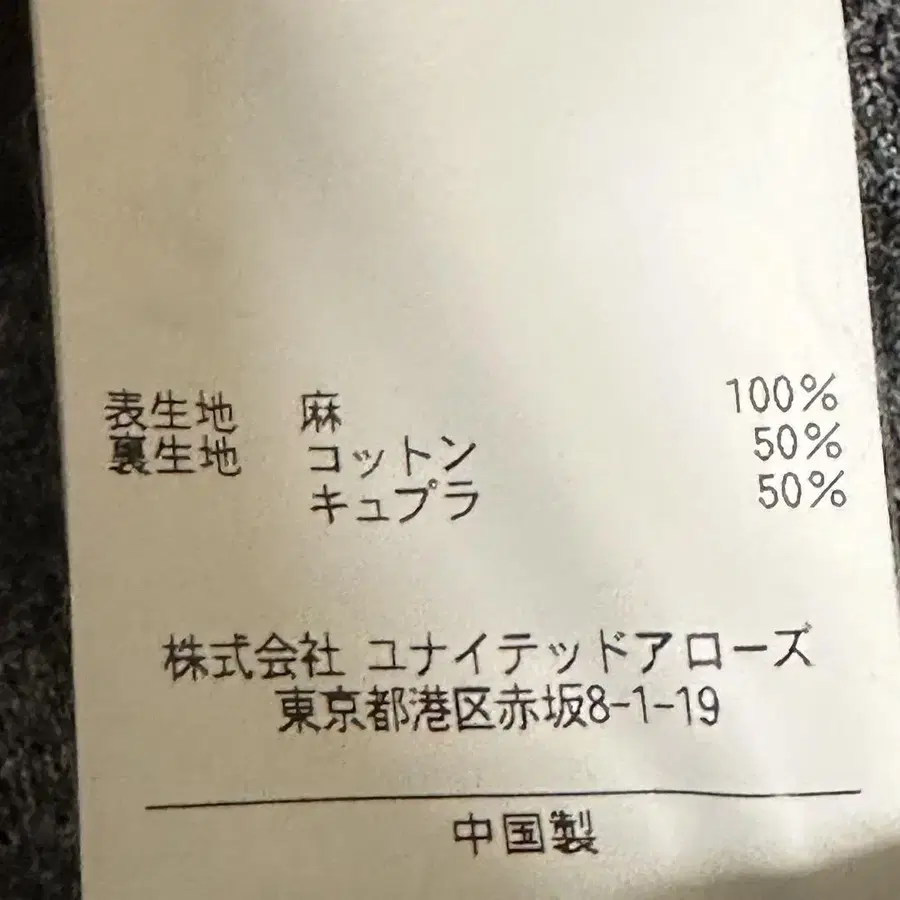 表生地 麻 100%
裏生地 コットン 50%
キュプラ 50%
株式会社 ユナイテッドアローズ
東京都港区赤坂8-1-19
中国製